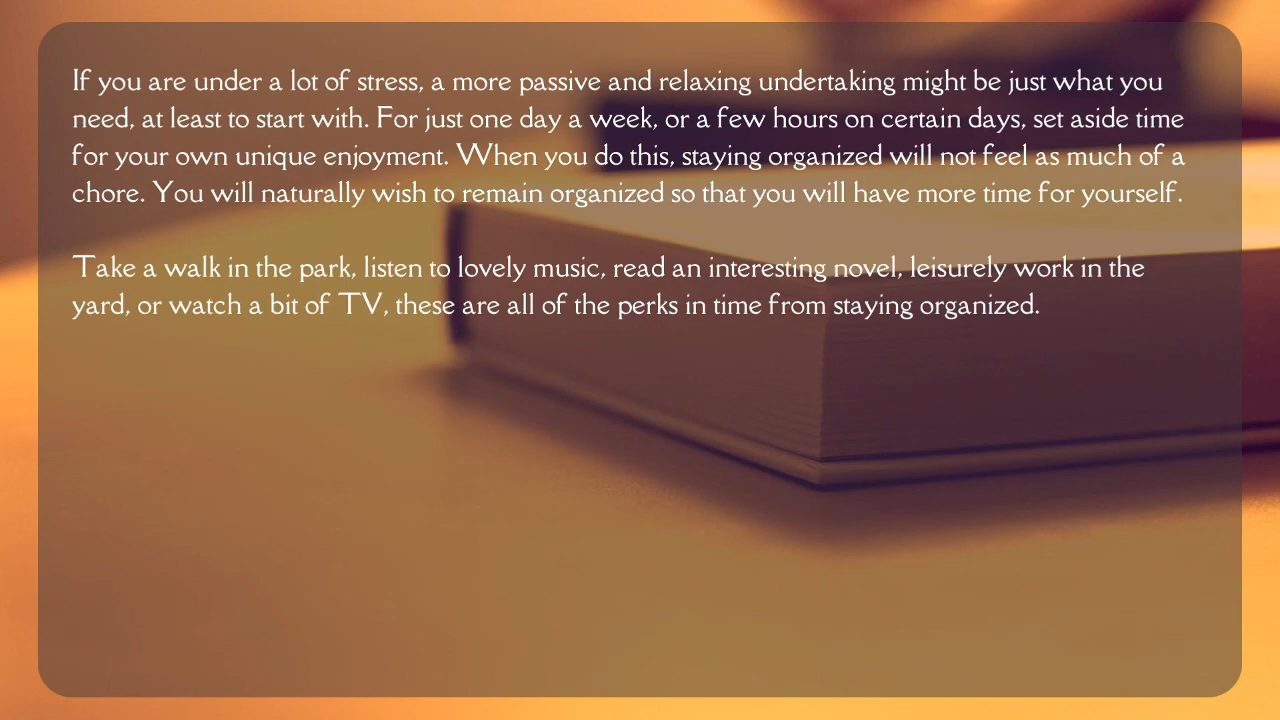 If you are under a lot of stress, a more passive and relaxing undertaking might be just what you
need, at least to start with. For just one day a week, or a few hours on certain days, set aside time
for your own unique enjoyment. When you do this, staying organized will not feel as much of a
chore. You will naturally wish to remain organized so that you will have more time for yourself.
Take a walk in the park, listen to lovely music, read an interesting novel, leisurely work in the
yard, or watch a bit of TV, these are all of the perks in time from staying organized.